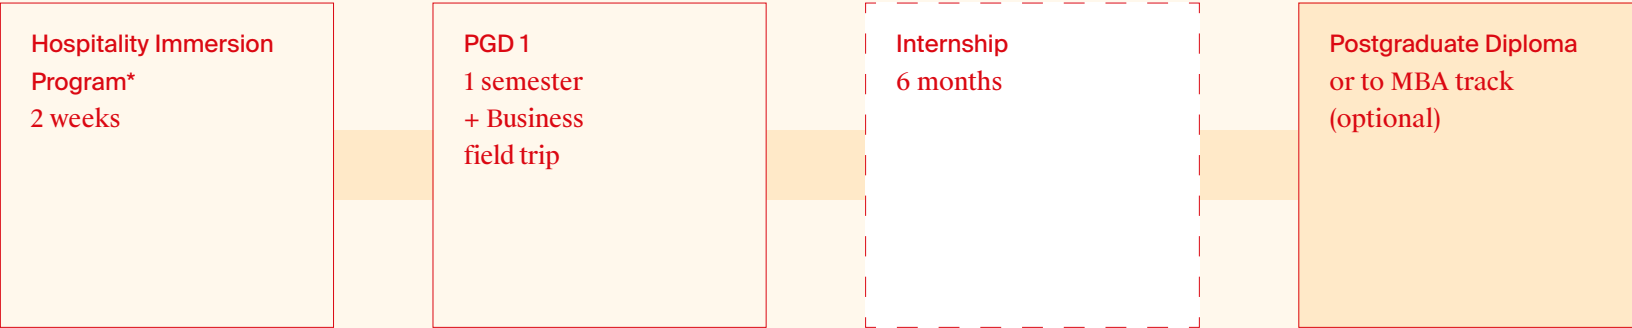 Hospitality Immersion
Program*
2 weeks
PGD 1
1 semester
+ Business
field trip
Internship
6 months
Postgraduate Diploma
or to MBA track
(optional)